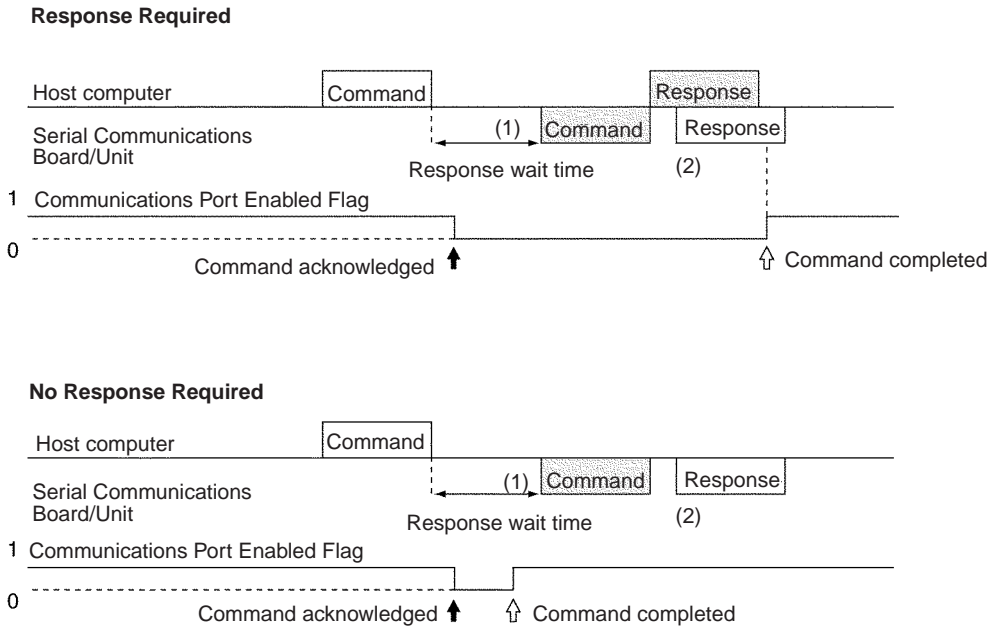 Response Required
Host computer
Command
Response
Serial Communications
Board/Unit
(1)
Command
Response
Response wait time
(2)
1 Communications Port Enabled Flag
0
Command acknowledged
Command completed
No Response Required
Host computer
Command
Serial Communications
Board/Unit
(1)
Command
Response
Response wait time
(2)
1 Communications Port Enabled Flag
0
Command acknowledged
Command completed